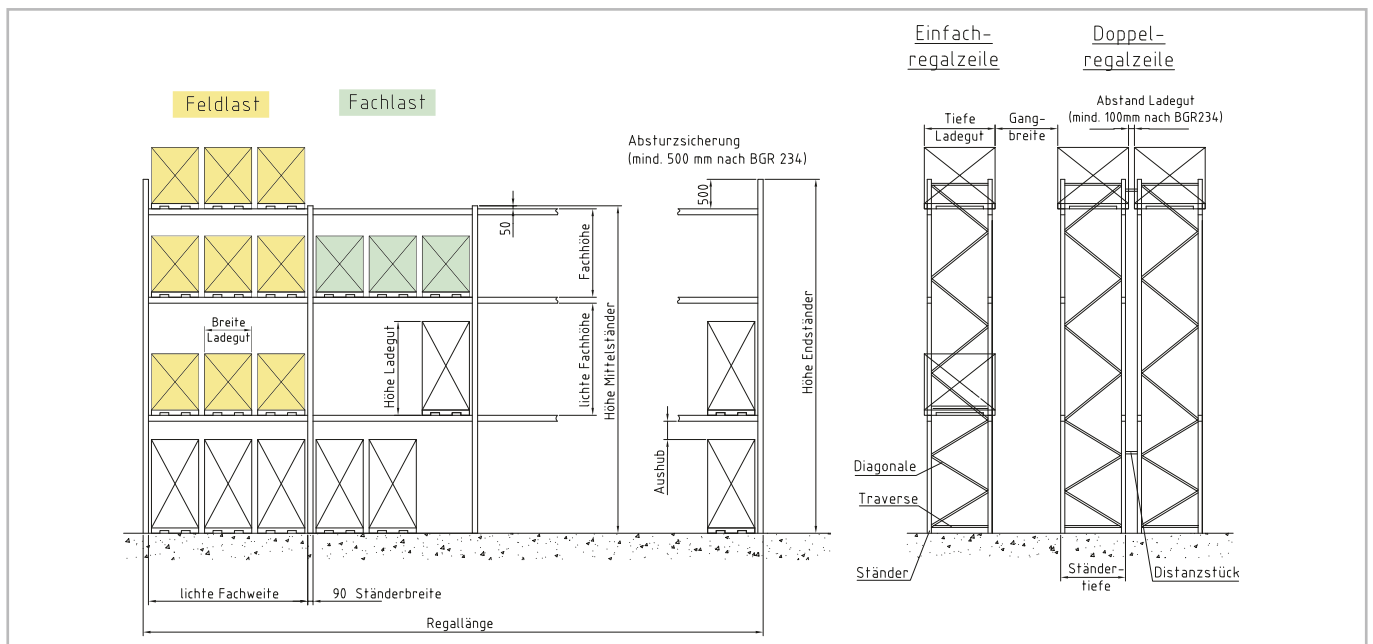 Einfach-
regalzeile
Doppel-
regalzeile
Feldlast
Fachlast
Abstand Ladegut
(mind. 100mm nach BGR234)
Tiefe
Ladegut
Gang-
breite
Absturzsicherung
(mind. 500 mm nach BGR 234)
500
50
Fachhöhe
Breite
Ladegut
Höhe Ladegut
lichte Fachhöhe
Höhe Mittelständer
Höhe Endständer
Aushub
Diagonale
Traverse
Ständer
Ständer-
tiefe
Distanzstück
lichte Fachweite
90 Ständerbreite
Regallänge